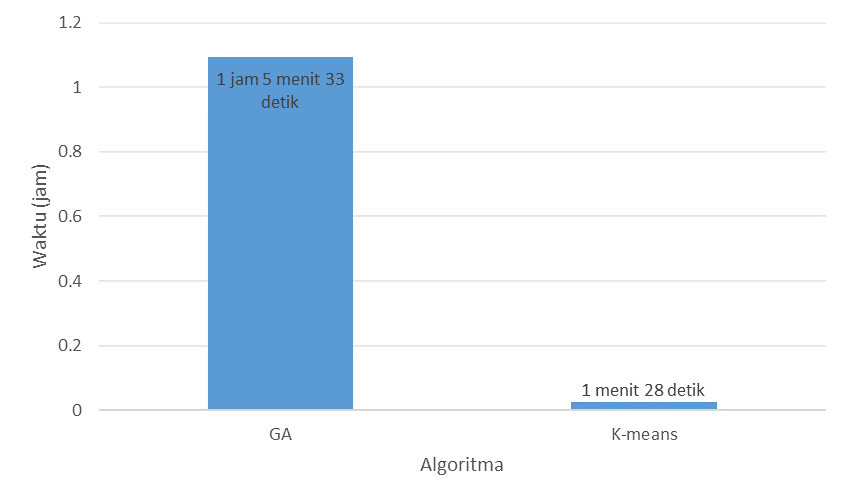 1.2
1
0.8
0.6
0.4
0.2
0
Waktu (jam)
1 jam 5 menit 33
detik
1 menit 28 detik
GA
K-means
Algoritma